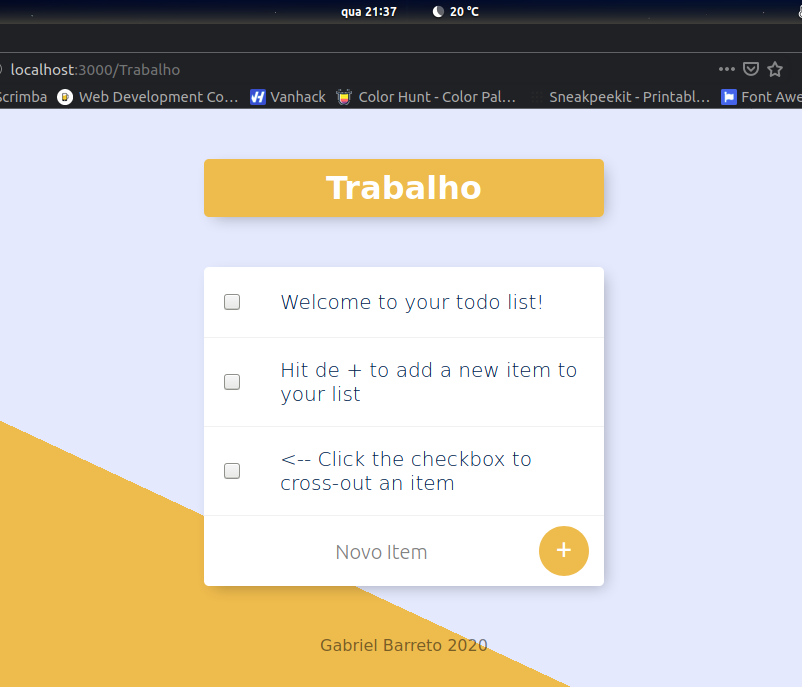 qua 21:37 20 °C
localhost:3000/Trabalho
Scrimba Web Development Co… Vanhack Color Hunt - Color Pal… Sneakpeekit - Printabl… Font Awe
Trabalho
Welcome to your todo list!
Hit de + to add a new item to
your list
<-- Click the checkbox to
cross-out an item
Novo Item +
Gabriel Barreto 2020